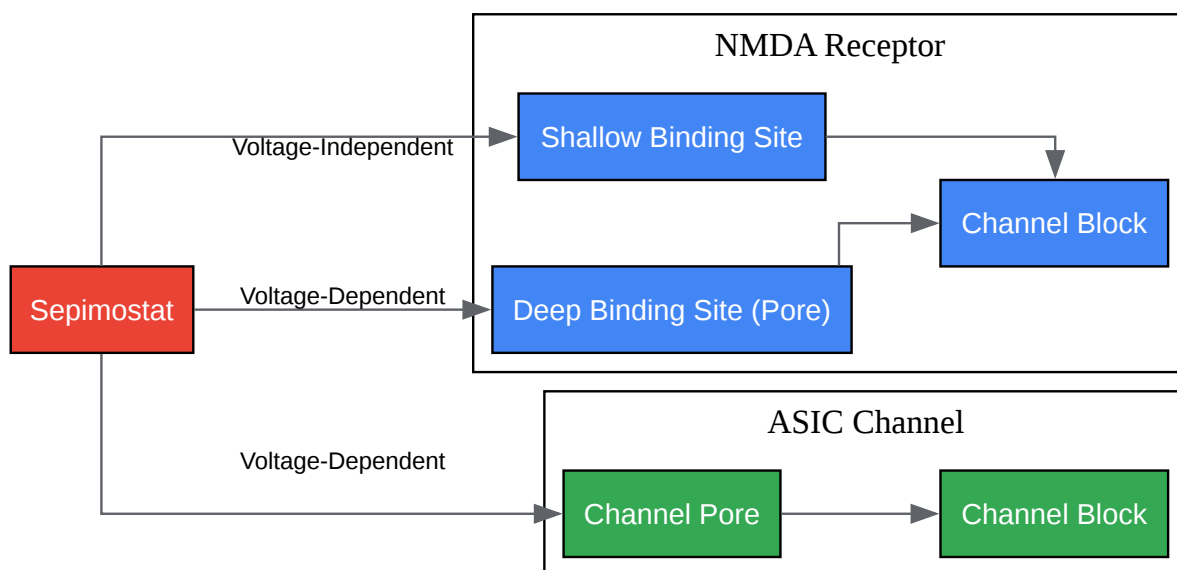 NMDA Receptor
Voltage-Independent
Shallow Binding Site
Channel Block
Sepimostat
Voltage-Dependent
Deep Binding Site (Pore)
ASIC Channel
Voltage-Dependent
Channel Pore
Channel Block